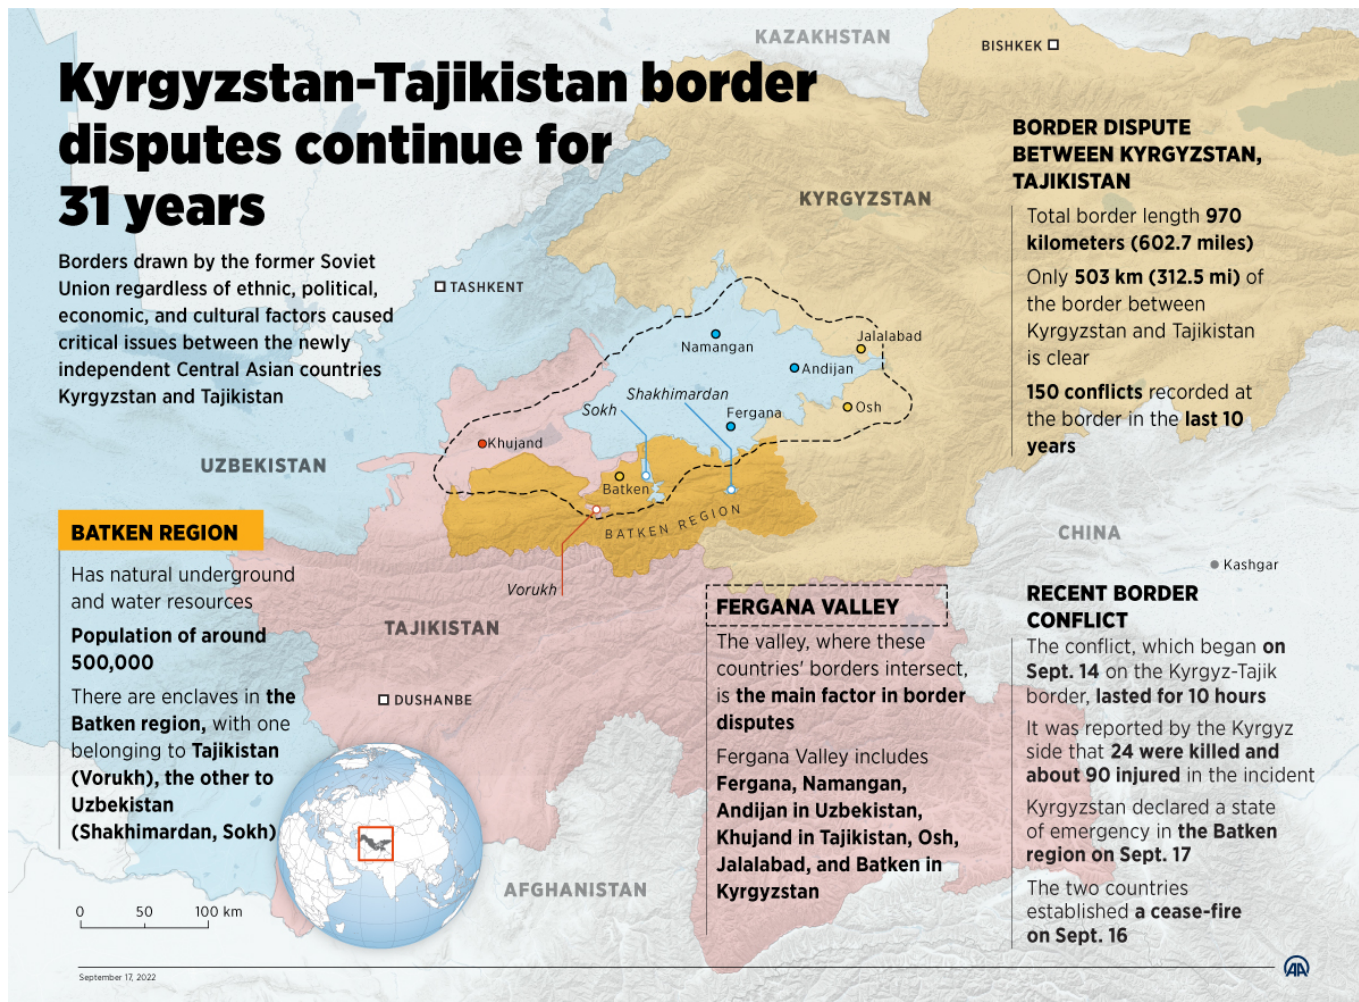 Kyrgyzstan-Tajikistan border
disputes continue for
31 years
Borders drawn by the former Soviet
Union regardless of ethnic, political,
economic, and cultural factors caused
critical issues between the newly
independent Central Asian countries
Kyrgyzstan and Tajikistan
KAZAKHSTAN
BISHKEK
KYRGYZSTAN
TASHKENT
Namangan
Jalalabad
Andijan
Shakhimardan
Sokh
Fergana
Osh
Khujand
UZBEKISTAN
Batken
BATKEN REGION
Vorukh
TAJIKISTAN
DUSHANBE
AFGHANISTAN
CHINA
Kashgar
BORDER DISPUTE
BETWEEN KYRGYZSTAN,
TAJIKISTAN
Total border length 970
kilometers (602.7 miles)
Only 503 km (312.5 mi) of
the border between
Kyrgyzstan and Tajikistan
is clear
150 conflicts recorded at
the border in the last 10
years
BATKEN REGION
Has natural underground
and water resources
Population of around
500,000
There are enclaves in the
Batken region, with one
belonging to Tajikistan
(Vorukh), the other to
Uzbekistan
(Shakhimardan, Sokh)
FERGANA VALLEY
The valley, where these
countries' borders intersect,
is the main factor in border
disputes
Fergana Valley includes
Fergana, Namangan,
Andijan in Uzbekistan,
Khujand in Tajikistan, Osh,
Jalalabad, and Batken in
Kyrgyzstan
RECENT BORDER
CONFLICT
The conflict, which began on
Sept. 14 on the Kyrgyz-Tajik
border, lasted for 10 hours
It was reported by the Kyrgyz
side that 24 were killed and
about 90 injured in the incident
Kyrgyzstan declared a state
of emergency in the Batken
region on Sept. 17
The two countries
established a cease-fire
on Sept. 16
0 50 100 km
September 17, 2022
AA